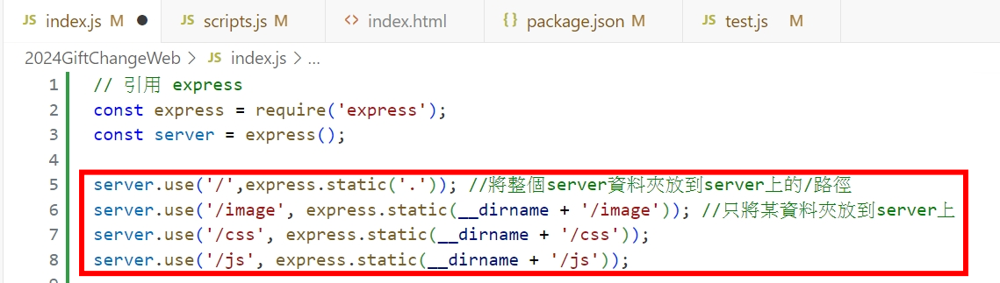 JS index.js M ● JS scripts.js M <> index.html {} package.json M JS test.js M
2024GiftChangeWeb > JS index.js > ...
1 // 引用 express
2 const express = require('express');
3 const server = express();
4
5 server.use('/',express.static('.')); //將整個server資料夾放到server上的/路徑
6 server.use('/image', express.static(__dirname + '/image')); //只將某資料夾放到server上
7 server.use('/css', express.static(__dirname + '/css'));
8 server.use('/js', express.static(__dirname + '/js'));